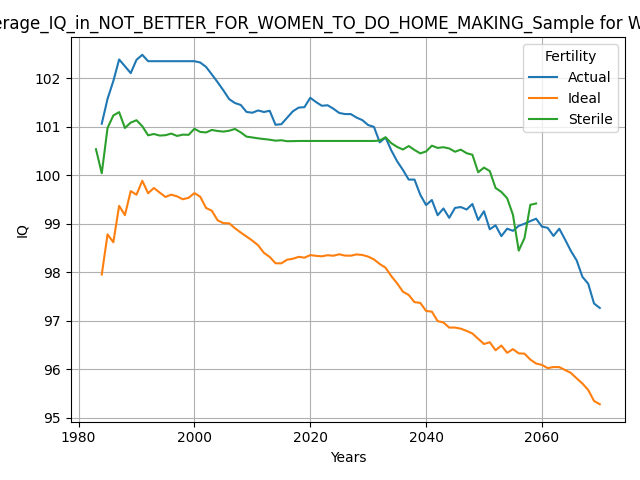 erage_IQ_in_NOT_BETTER_FOR_WOMEN_TO_DO_HOME_MAKING_Sample for W
Fertility
Actual
Ideal
Sterile
102
101
100
99
98
97
96
95
IQ
1980 2000 2020 2040 2060
Years